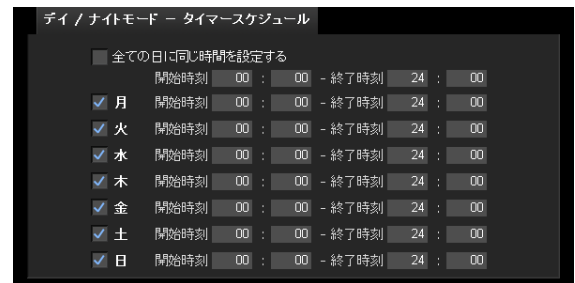 デイ / ナイトモード － タイマースケジュール
全ての日に同じ時間を設定する
開始時刻 00 : 00 - 終了時刻 24 : 00
月 開始時刻 00 : 00 - 終了時刻 24 : 00
火 開始時刻 00 : 00 - 終了時刻 24 : 00
水 開始時刻 00 : 00 - 終了時刻 24 : 00
木 開始時刻 00 : 00 - 終了時刻 24 : 00
金 開始時刻 00 : 00 - 終了時刻 24 : 00
土 開始時刻 00 : 00 - 終了時刻 24 : 00
日 開始時刻 00 : 00 - 終了時刻 24 : 00